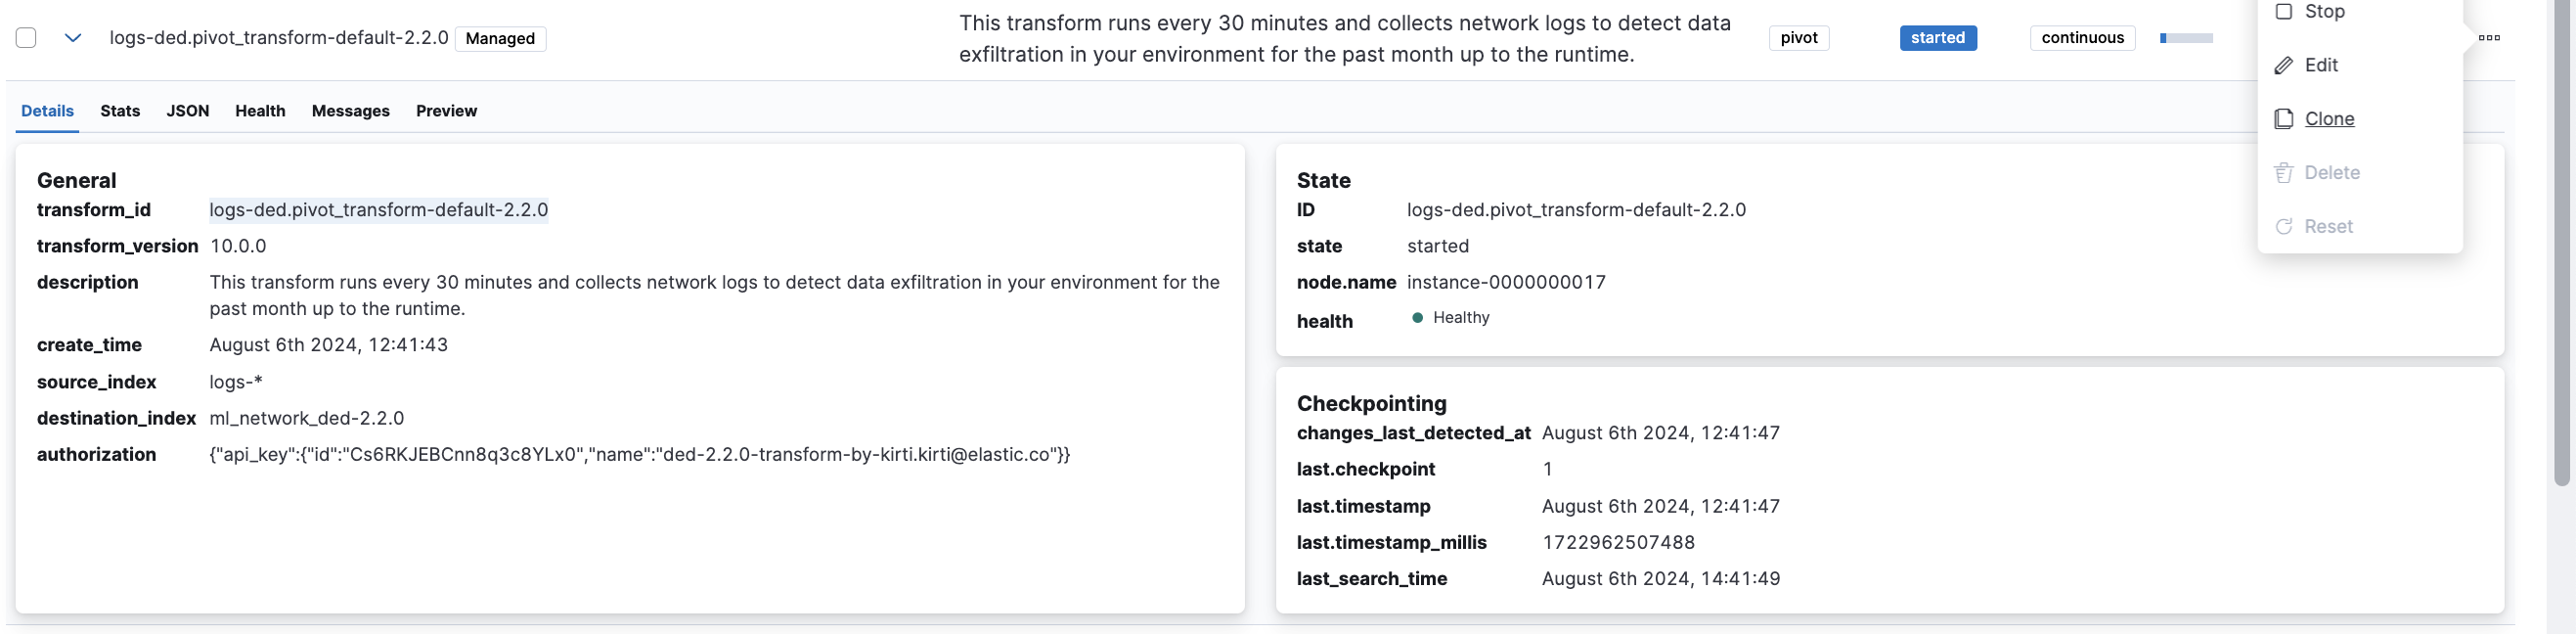 logs-ded.pivot_transform-default-2.2.0 Managed
This transform runs every 30 minutes and collects network logs to detect data
exfiltration in your environment for the past month up to the runtime.
pivot
started
continuous
Stop
Edit
Clone
Delete
Reset
Details Stats JSON Health Messages Preview
General
transform_id logs-ded.pivot_transform-default-2.2.0
transform_version 10.0.0
description This transform runs every 30 minutes and collects network logs to detect data exfiltration in your environment for the
past month up to the runtime.
create_time August 6th 2024, 12:41:43
source_index logs-*
destination_index ml_network_ded-2.2.0
authorization {"api_key":{"id":"Cs6RKJEBCnn8q3c8YLx0","name":"ded-2.2.0-transform-by-kirti.kirti@elastic.co"}}
State
ID logs-ded.pivot_transform-default-2.2.0
state started
node.name instance-0000000017
health Healthy
Checkpointing
changes_last_detected_at August 6th 2024, 12:41:47
last.checkpoint 1
last.timestamp August 6th 2024, 12:41:47
last.timestamp_millis 1722962507488
last_search_time August 6th 2024, 14:41:49